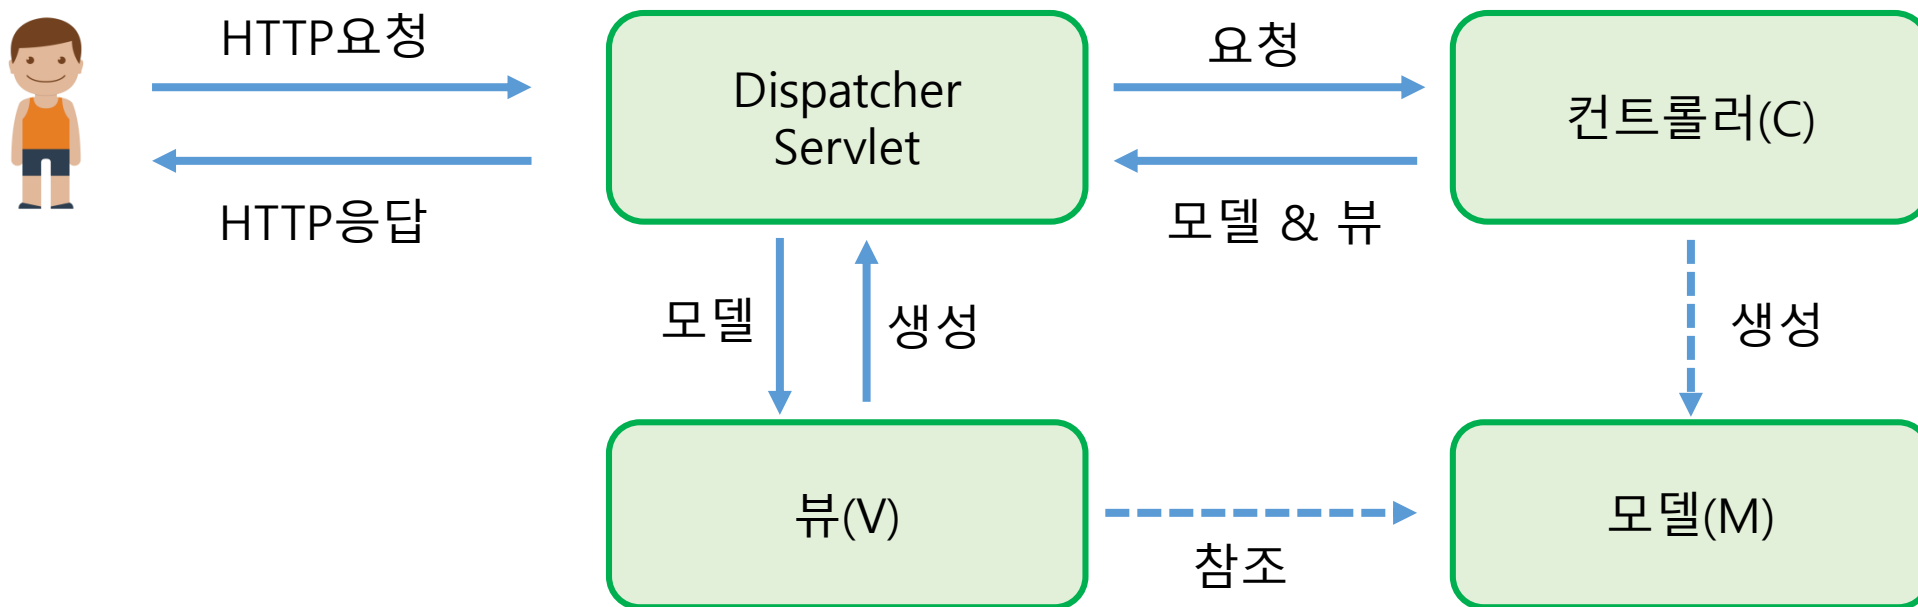 HTTP요청
HTTP응답
Dispatcher
Servlet
요청
모델 & 뷰
컨트롤러(C)
모델
생성
생성
뷰(V)
참조
모델(M)